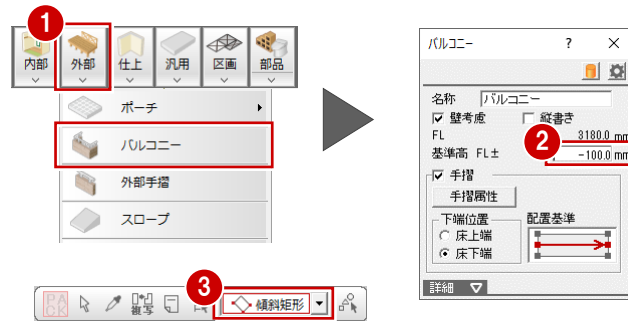 1
内部 外部 仕上 汎用 区画 部品
ポーチ
バルコニー
外部手摺
スロープ
バルコニー ? ×
名称 バルコニー
壁考慮 縦書き
FL 3180.0 mm
2
基準高 FL± -100.0 mm
手摺
手摺属性
下端位置 配置基準
床上端
床下端
詳細
3
PACK 複写 傾斜矩形